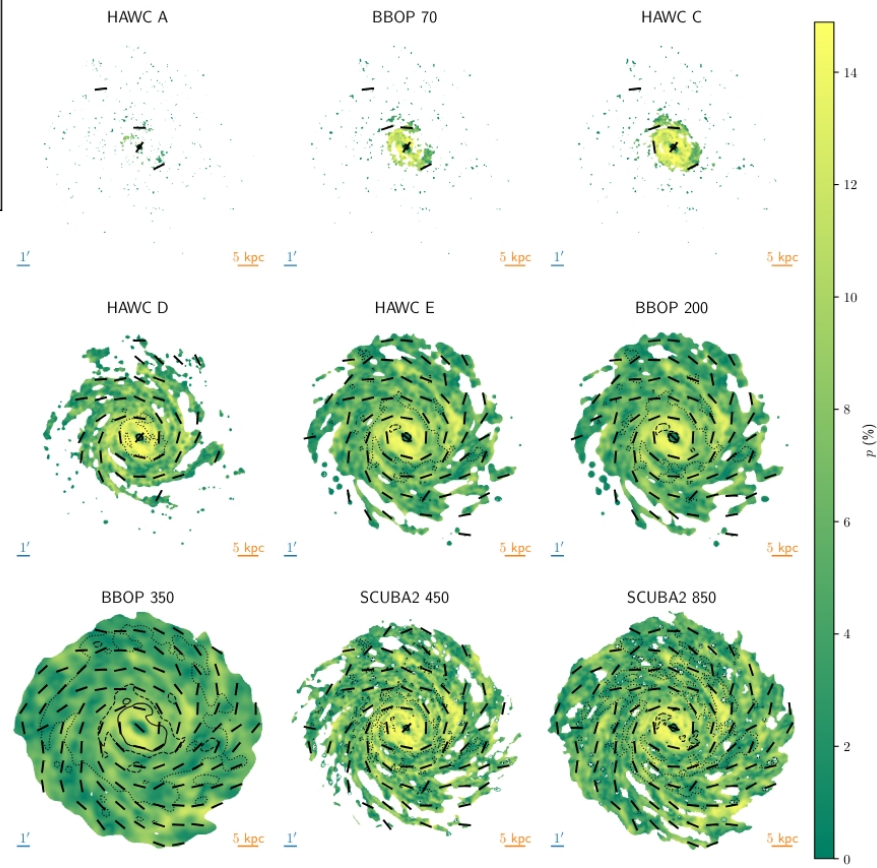 HAWC A
BBOP 70
HAWC C
1′
5 kpc
1′
5 kpc
1′
5 kpc
HAWC D
HAWC E
BBOP 200
1′
5 kpc
1′
5 kpc
1′
5 kpc
BBOP 350
SCUBA2 450
SCUBA2 850
1′
5 kpc
1′
5 kpc
1′
5 kpc
14
12
10
8
6
4
2
0
p (%)